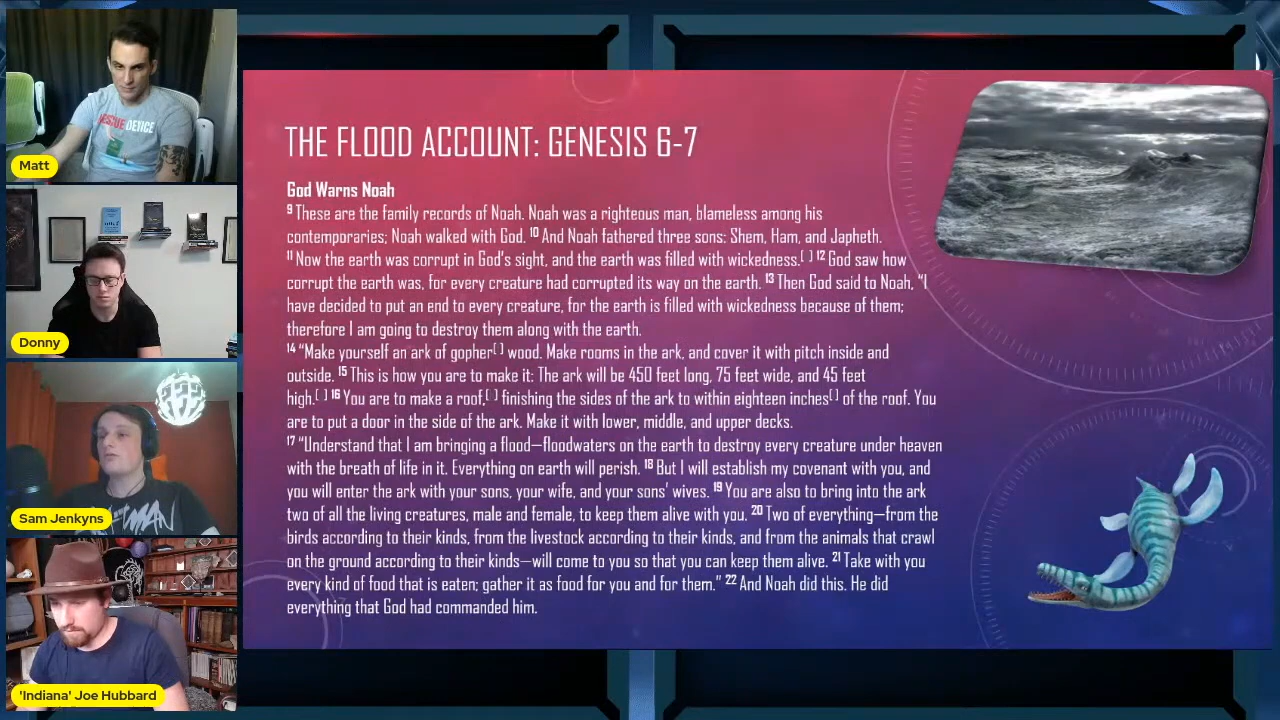 Matt
RESCUE DEVICE
Donny
Sam Jenkyns
'Indiana' Joe Hubbard
THE FLOOD ACCOUNT: GENESIS 6-7
God Warns Noah
9 These are the family records of Noah. Noah was a righteous man, blameless among his
contemporaries; Noah walked with God. 10 And Noah fathered three sons: Shem, Ham, and Japheth.
11 Now the earth was corrupt in God's sight, and the earth was filled with wickedness.[ ] 12 God saw how
corrupt the earth was, for every creature had corrupted its way on the earth. 13 Then God said to Noah, “I
have decided to put an end to every creature, for the earth is filled with wickedness because of them;
therefore I am going to destroy them along with the earth.
14 “Make yourself an ark of gopher[ ] wood. Make rooms in the ark, and cover it with pitch inside and
outside. 15 This is how you are to make it: The ark will be 450 feet long, 75 feet wide, and 45 feet
high.[ ] 16 You are to make a roof,[ ] finishing the sides of the ark to within eighteen inches[ ] of the roof. You
are to put a door in the side of the ark. Make it with lower, middle, and upper decks.
17 “Understand that I am bringing a flood—floodwaters on the earth to destroy every creature under heaven
with the breath of life in it. Everything on earth will perish. 18 But I will establish my covenant with you, and
you will enter the ark with your sons, your wife, and your sons' wives. 19 You are also to bring into the ark
two of all the living creatures, male and female, to keep them alive with you. 20 Two of everything—from the
birds according to their kinds, from the livestock according to their kinds, and from the animals that crawl
on the ground according to their kinds—will come to you so that you can keep them alive. 21 Take with you
every kind of food that is eaten; gather it as food for you and for them.” 22 And Noah did this. He did
everything that God had commanded him.